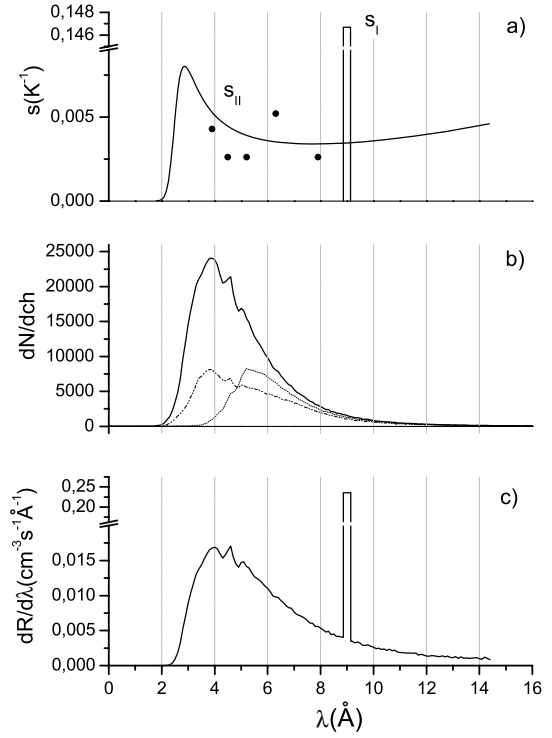 0,148
0,146
a)
s_I
s(K⁻¹)
s_II
0,005
0,000
b)
25000
20000
dN/dch
15000
10000
5000
0
c)
0,25
0,20
dR/dλ(cm⁻³s⁻¹Å⁻¹)
0,015
0,010
0,005
0,000
0 2 4 6 8 10 12 14 16
λ(Å)